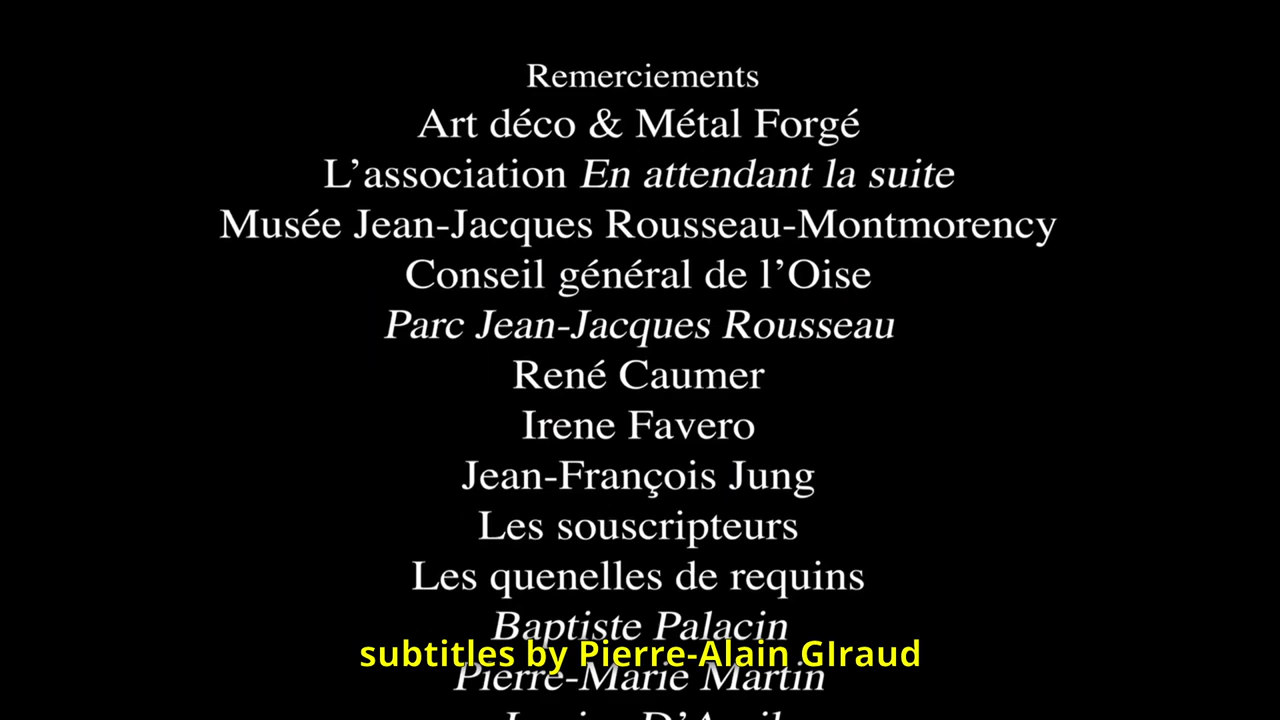 Remerciements
Art déco & Métal Forgé
L’association En attendant la suite
Musée Jean-Jacques Rousseau-Montmorency
Conseil général de l’Oise
Parc Jean-Jacques Rousseau
René Caumer
Irene Favero
Jean-François Jung
Les souscripteurs
Les quenelles de requins
Baptiste Palacin
subtitles by Pierre-Alain GIraud
Pierre-Marie Martin